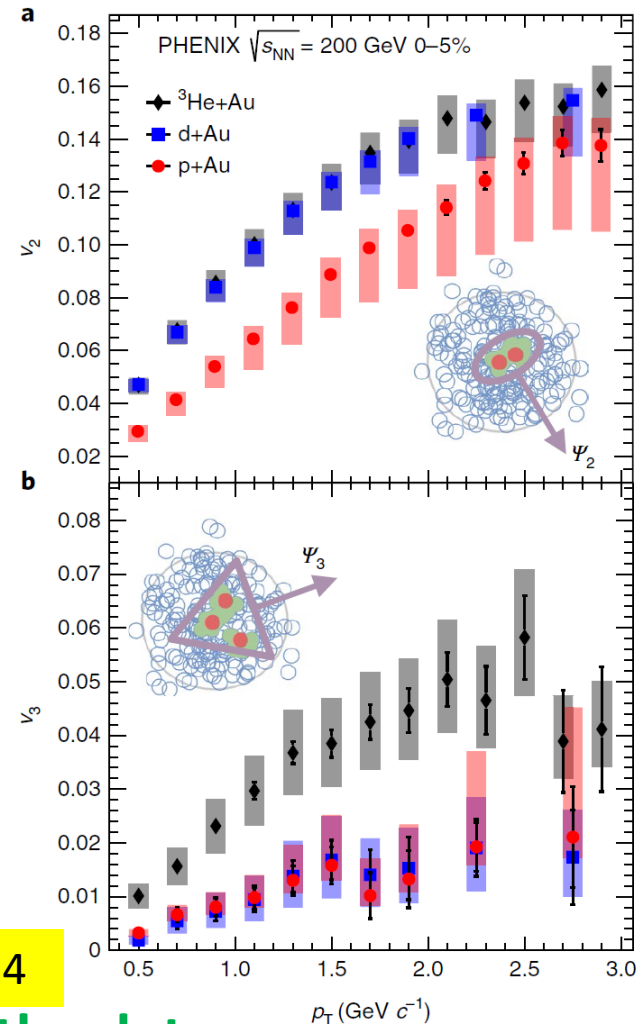 a
PHENIX √sNN = 200 GeV 0–5%
³He+Au
d+Au
p+Au
0.18
0.16
0.14
0.12
0.10
0.08
0.06
0.04
0.02
v₂
Ψ₂
b
0.08
0.07
0.06
0.05
0.04
0.03
0.02
0.01
0
v₃
Ψ₃
0.5 1.0 1.5 2.0 2.5 3.0
pT (GeV c⁻¹)
4